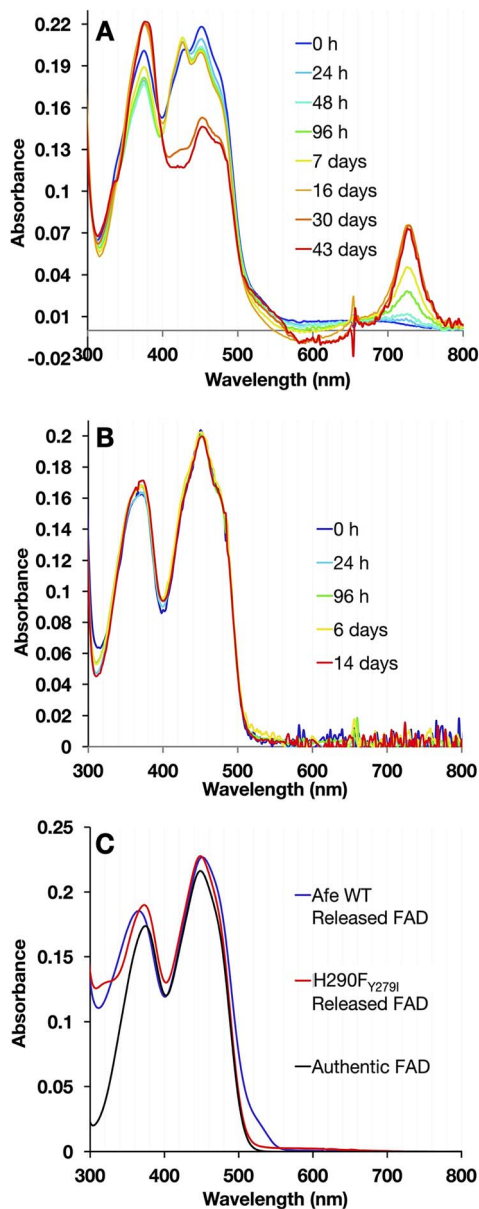 A
0.22
0.19
0.16
0.13
0.1
0.07
0.04
0.01
-0.02
Absorbance
0 h
24 h
48 h
96 h
7 days
16 days
30 days
43 days
300 400 500 600 700 800
Wavelength (nm)
B
0.2
0.18
0.16
0.14
0.12
0.1
0.08
0.06
0.04
0.02
0
Absorbance
0 h
24 h
96 h
6 days
14 days
300 400 500 600 700 800
Wavelength (nm)
C
0.25
0.2
0.15
0.1
0.05
0
Absorbance
Afe WT
Released FAD
H290FY279I
Released FAD
Authentic FAD
300 400 500 600 700 800
Wavelength (nm)